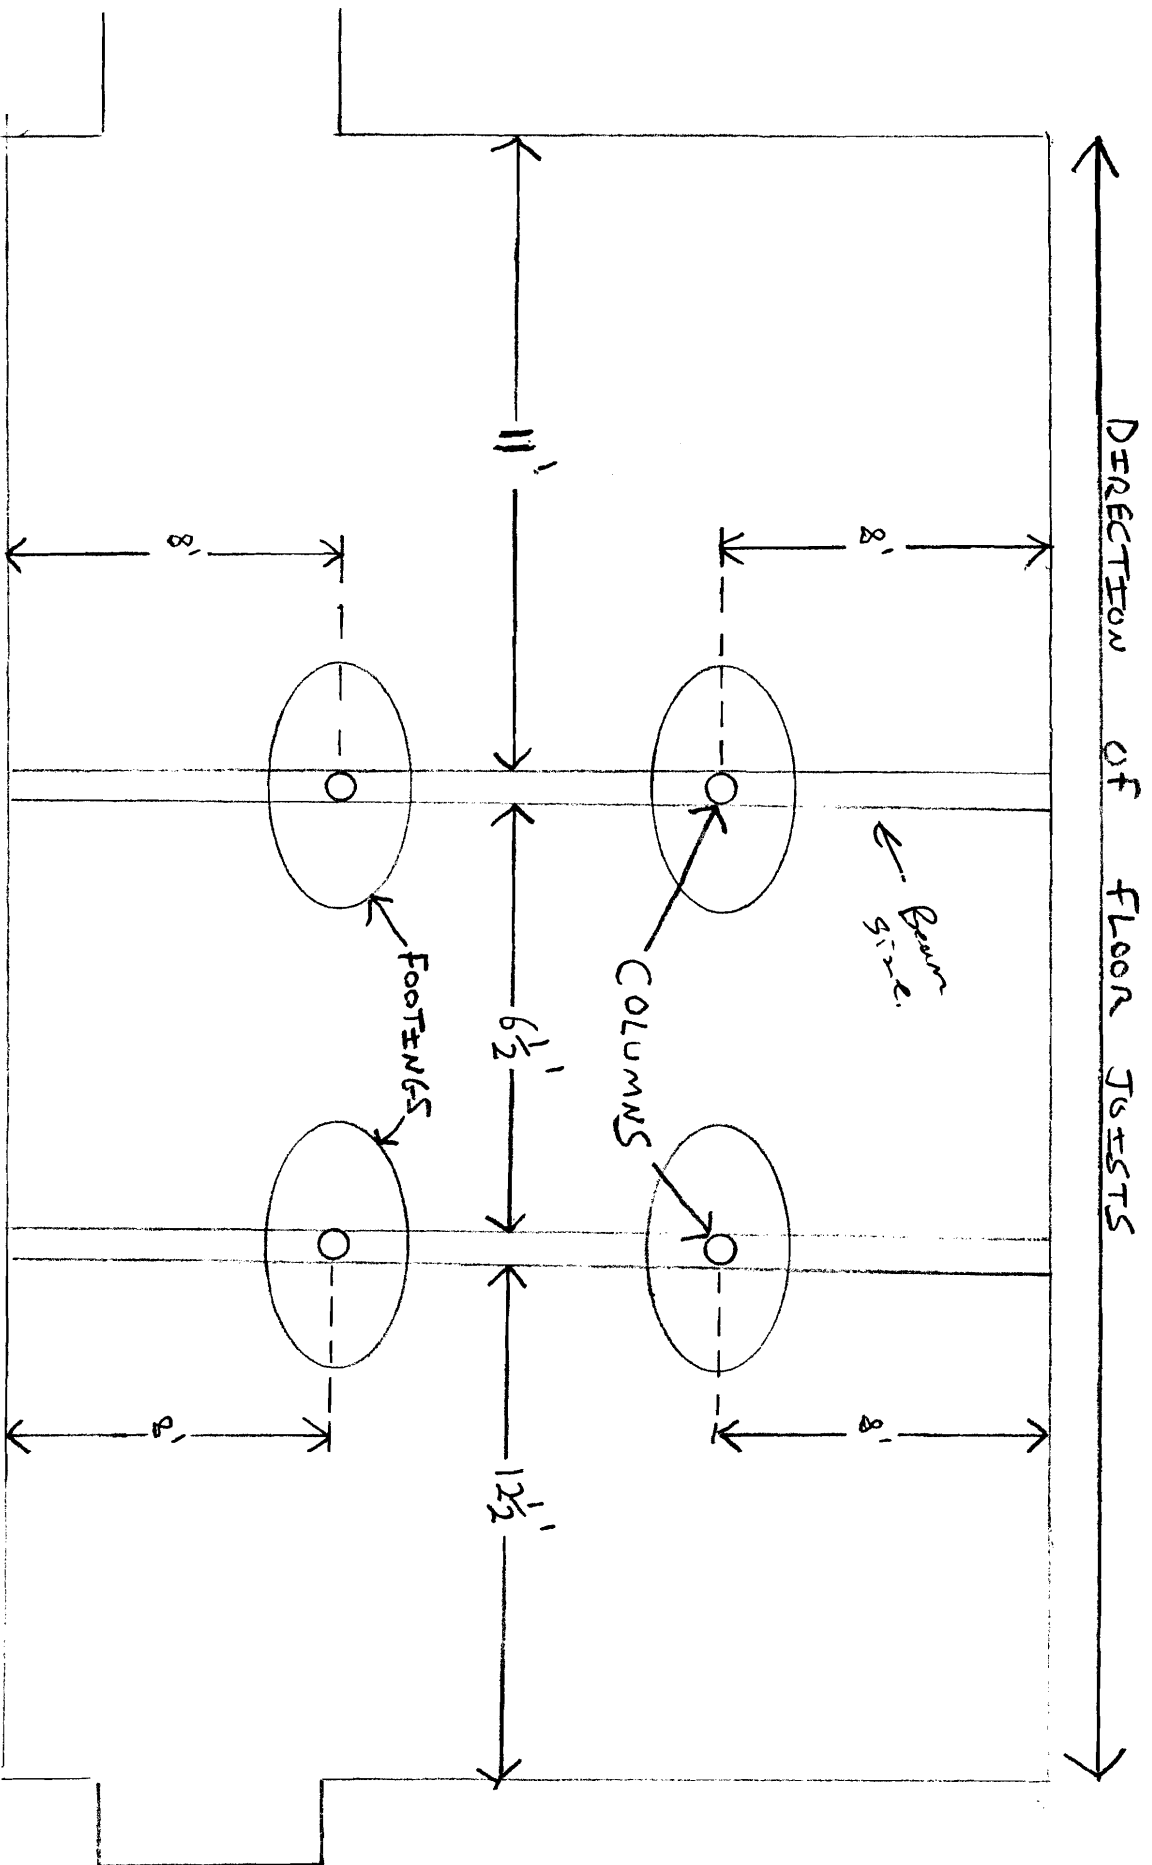 DIRECTION OF FLOOR JOISTS
8'
8'
← Beam
size.
COLUMNS
11'
6½'
12½'
FOOTINGS
8'
8'